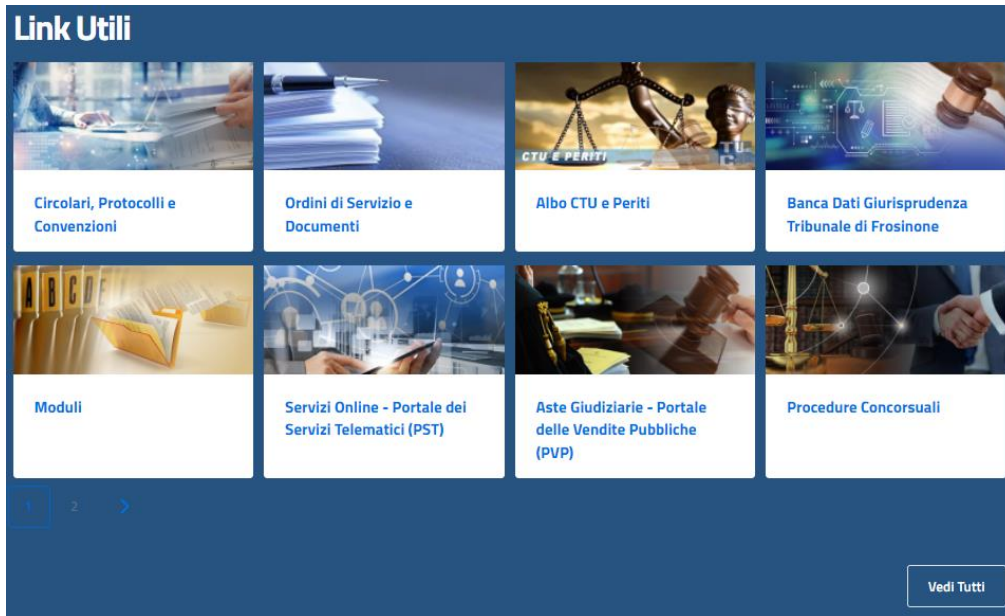 Link Utili
CTU E PERITI
Circolari, Protocolli e
Convenzioni
Ordini di Servizio e
Documenti
Albo CTU e Periti
Banca Dati Giurisprudenza
Tribunale di Frosinone
A B C D E
Moduli
Servizi Online - Portale dei
Servizi Telematici (PST)
Aste Giudiziarie - Portale
delle Vendite Pubbliche
(PVP)
Procedure Concorsuali
1 2
Vedi Tutti